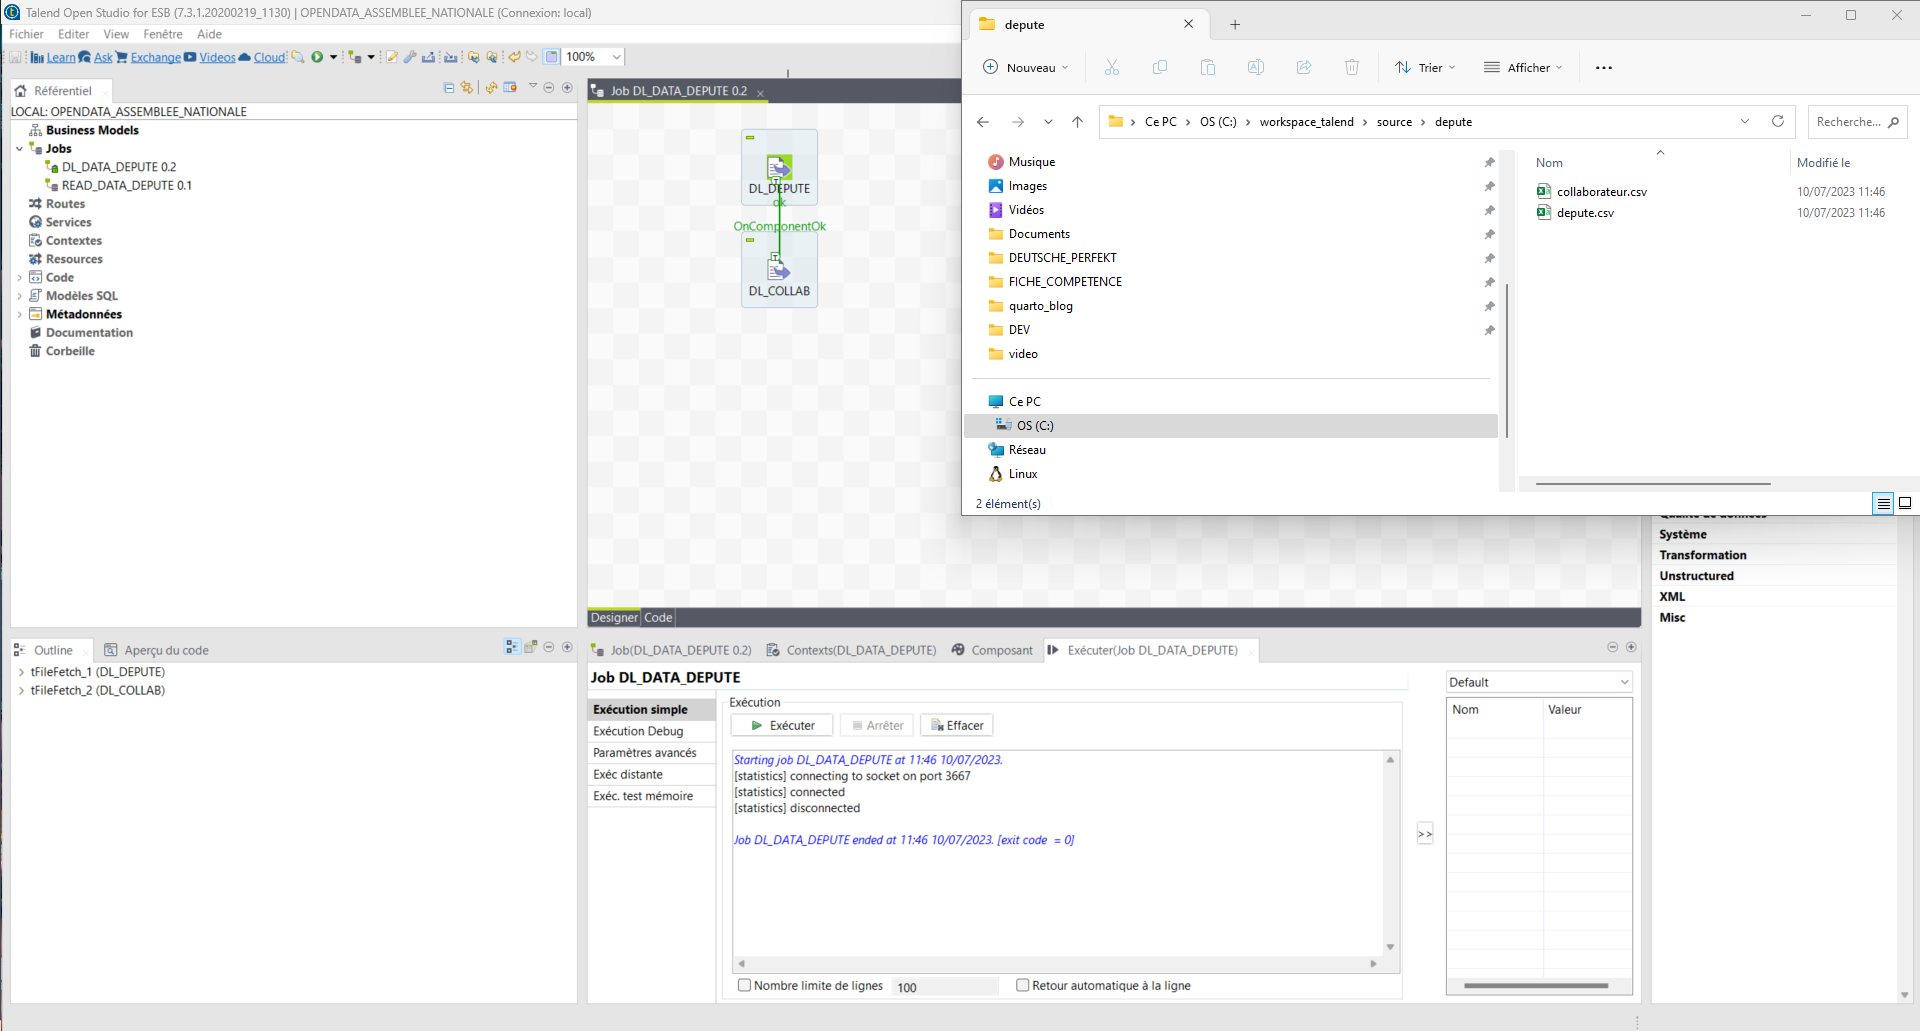 Talend Open Studio for ESB (7.3.1.20200219_1130) | OPENDATA_ASSEMBLEE_NATIONALE (Connexion: local)
Fichier Editer View Fenêtre Aide
Learn Ask Exchange Videos Cloud 100%
Référentiel
LOCAL: OPENDATA_ASSEMBLEE_NATIONALE
Business Models
Jobs
DL_DATA_DEPUTE 0.2
READ_DATA_DEPUTE 0.1
Routes
Services
Contextes
Resources
Code
Modèles SQL
Métadonnées
Documentation
Corbeille
Job DL_DATA_DEPUTE 0.2
DL_DEPUTE
ok
OnComponentOk
DL_COLLAB
Designer Code
depute
Nouveau Trier Afficher
Ce PC OS (C:) workspace_talend source depute
Recherche...
Musique
Images
Vidéos
Documents
DEUTSCHE_PERFEKT
FICHE_COMPETENCE
quarto_blog
DEV
video
Ce PC
OS (C:)
Réseau
Linux
2 élément(s)
Nom Modifié le
collaborateur.csv 10/07/2023 11:46
depute.csv 10/07/2023 11:46
Système
Transformation
Unstructured
XML
Misc
Outline Aperçu du code
tFileFetch_1 (DL_DEPUTE)
tFileFetch_2 (DL_COLLAB)
Job(DL_DATA_DEPUTE 0.2) Contexts(DL_DATA_DEPUTE) Composant Exécuter(Job DL_DATA_DEPUTE)
Job DL_DATA_DEPUTE
Exécution simple
Exécution Debug
Paramètres avancés
Exéc distante
Exéc. test mémoire
Exécution
Exécuter Arrêter Effacer
Starting job DL_DATA_DEPUTE at 11:46 10/07/2023.
[statistics] connecting to socket on port 3667
[statistics] connected
[statistics] disconnected
Job DL_DATA_DEPUTE ended at 11:46 10/07/2023. [exit code = 0]
Nombre limite de lignes 100 Retour automatique à la ligne
>>
Default
Nom Valeur